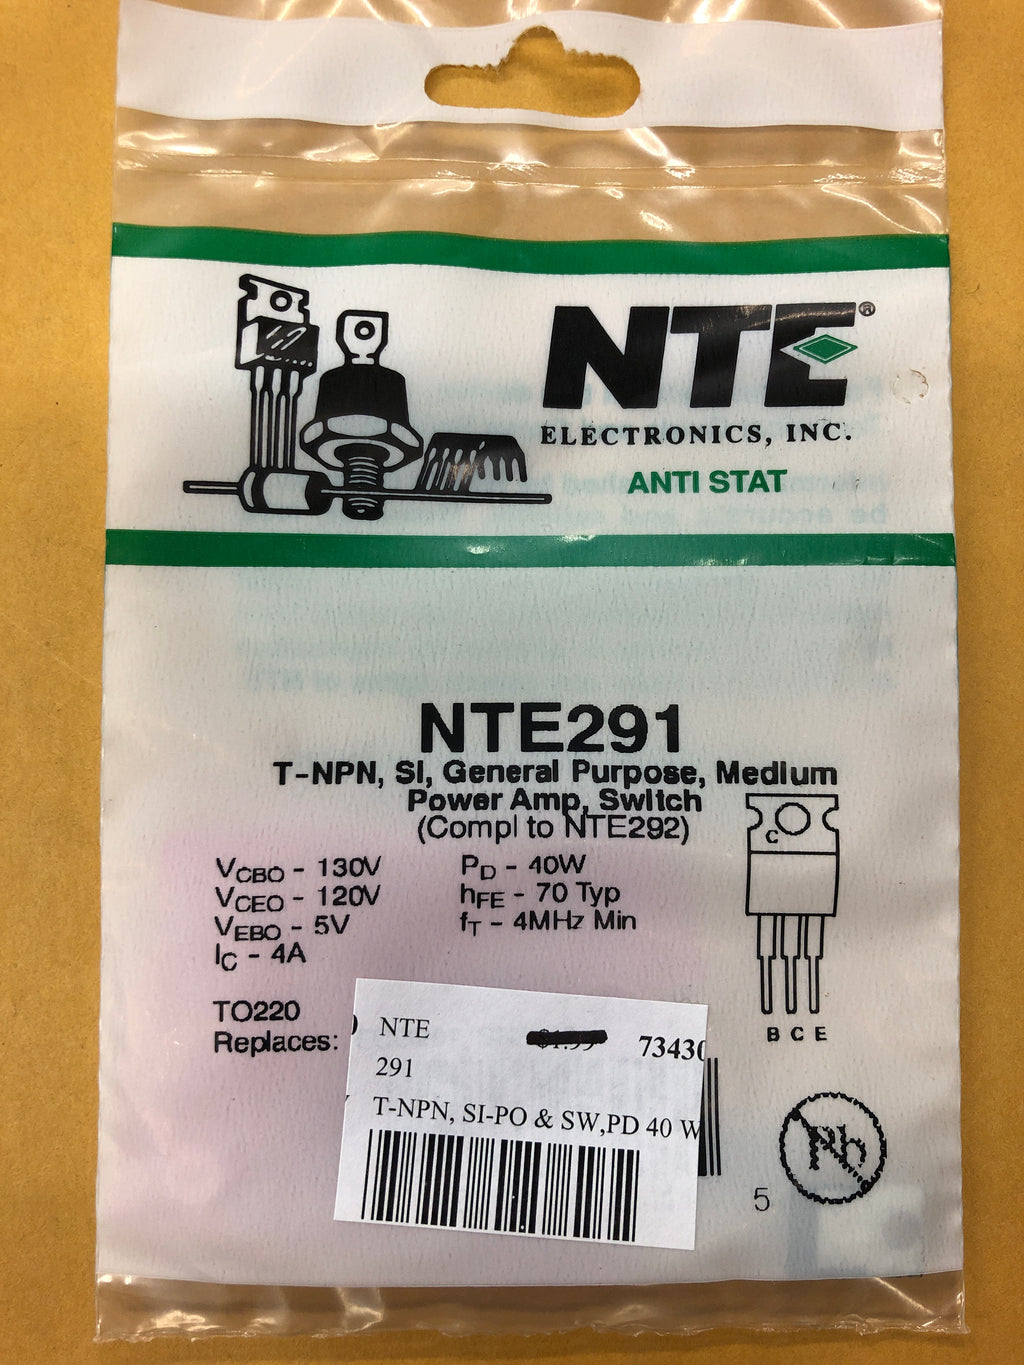 NTE®
ELECTRONICS, INC.
ANTI STAT
NTE291
T-NPN, SI, General Purpose, Medium
Power Amp, Switch
(Compl to NTE292)
VCBO - 130V
VCEO - 120V
VEBO - 5V
IC - 4A
PD - 40W
hFE - 70 Typ
fT - 4MHz Min
C
B C E
TO220
Replaces:
NTE
73430
291
T-NPN, SI-PO & SW,PD 40 W
Pb
5